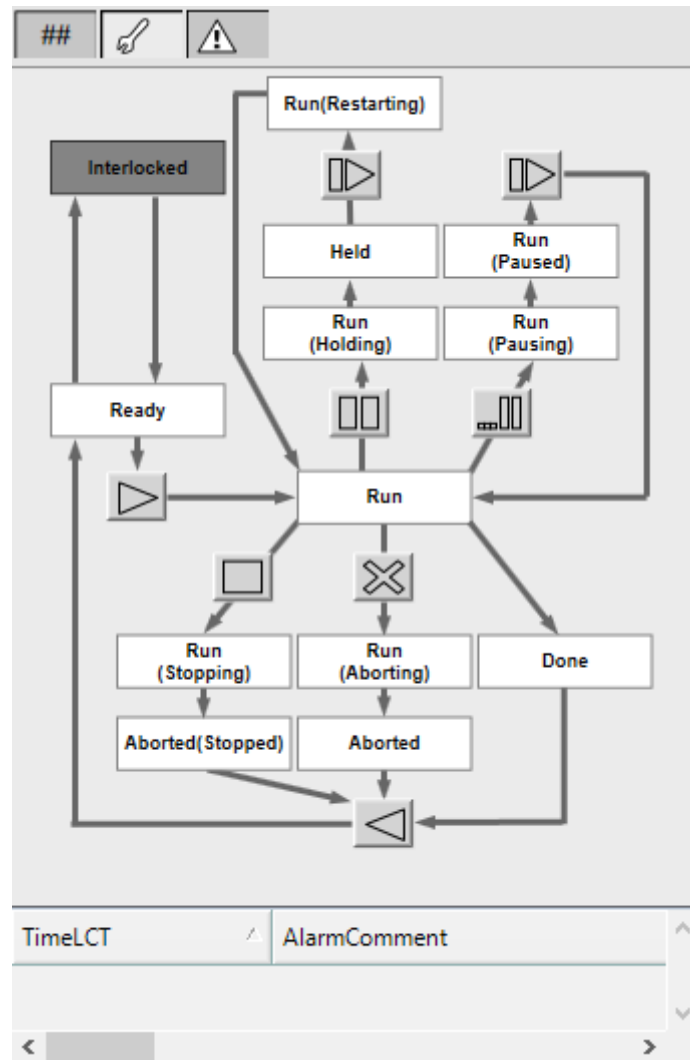 ##
Run(Restarting)
Interlocked
Held
Run
(Paused)
Run
(Holding)
Run
(Pausing)
Ready
Run
Run
(Stopping)
Run
(Aborting)
Done
Aborted(Stopped)
Aborted
TimeLCT
AlarmComment